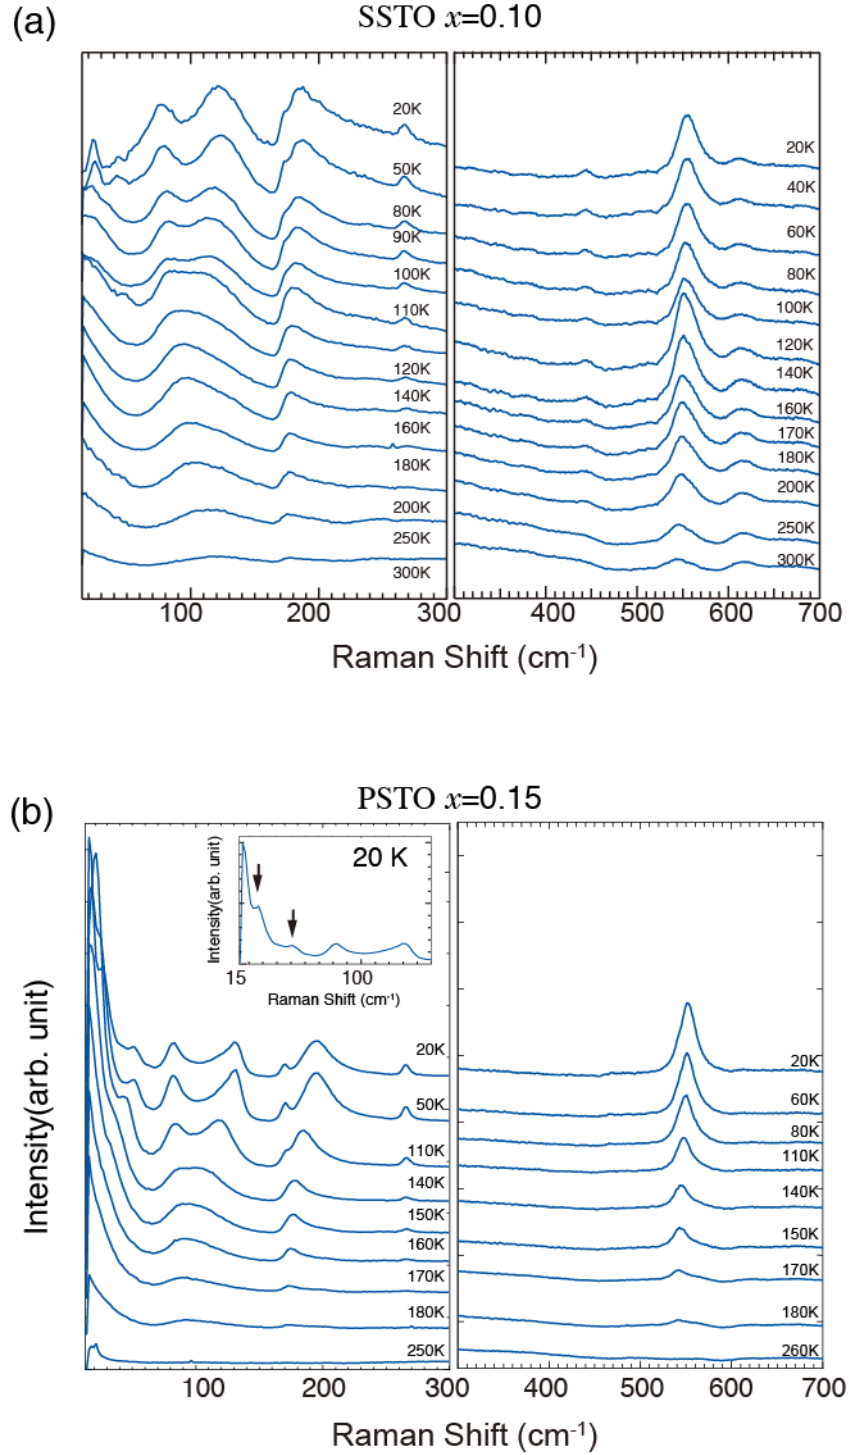 (a)
SSTO x=0.10
20K
50K
80K
90K
100K
110K
120K
140K
160K
180K
200K
250K
300K
20K
40K
60K
80K
100K
120K
140K
160K
170K
180K
200K
250K
300K
100
200
300
400
500
600
700
Raman Shift (cm-1)
(b)
PSTO x=0.15
Intensity(arb. unit)
20 K
15
100
Raman Shift (cm-1)
Intensity(arb. unit)
20K
50K
110K
140K
150K
160K
170K
180K
250K
20K
60K
80K
110K
140K
150K
170K
180K
260K
100
200
300
400
500
600
700
Raman Shift (cm-1)